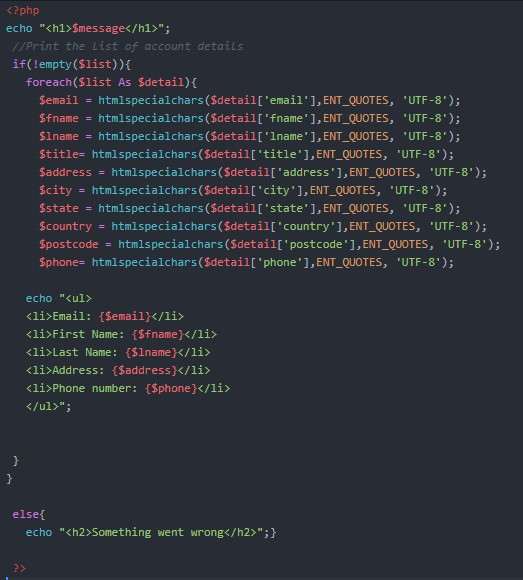 <?php
echo "<h1>$message</h1>";
//Print the list of account details
if(!empty($list)){
foreach($list As $detail){
$email = htmlspecialchars($detail['email'],ENT_QUOTES, 'UTF-8');
$fname = htmlspecialchars($detail['fname'],ENT_QUOTES, 'UTF-8');
$lname = htmlspecialchars($detail['lname'],ENT_QUOTES, 'UTF-8');
$title= htmlspecialchars($detail['title'],ENT_QUOTES, 'UTF-8');
$address = htmlspecialchars($detail['address'],ENT_QUOTES, 'UTF-8');
$city = htmlspecialchars($detail['city'],ENT_QUOTES, 'UTF-8');
$state = htmlspecialchars($detail['state'],ENT_QUOTES, 'UTF-8');
$country = htmlspecialchars($detail['country'],ENT_QUOTES, 'UTF-8');
$postcode = htmlspecialchars($detail['postcode'],ENT_QUOTES, 'UTF-8');
$phone= htmlspecialchars($detail['phone'],ENT_QUOTES, 'UTF-8');
echo "<ul>
<li>Email: {$email}</li>
<li>First Name: {$fname}</li>
<li>Last Name: {$lname}</li>
<li>Address: {$address}</li>
<li>Phone number: {$phone}</li>
</ul>";
}
}
else{
echo "<h2>Something went wrong</h2>";}
?>